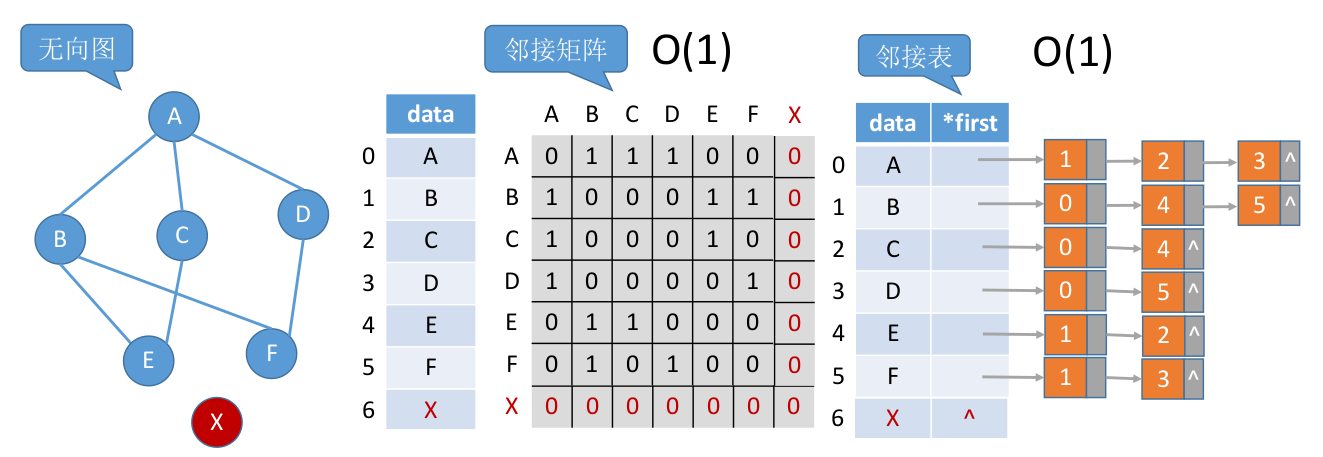 无向图
A
B
C
D
E
F
X
邻接矩阵 O(1)
data
0 A
1 B
2 C
3 D
4 E
5 F
6 X
A B C D E F X
A 0 1 1 1 0 0 0
B 1 0 0 0 1 1 0
C 1 0 0 0 1 0 0
D 1 0 0 0 0 1 0
E 0 1 1 0 0 0 0
F 0 1 0 1 0 0 0
X 0 0 0 0 0 0 0
邻接表 O(1)
data *first
0 A 1 2 3 ^
1 B 0 4 5 ^
2 C 0 4 ^
3 D 0 5 ^
4 E 1 2 ^
5 F 1 3 ^
6 X ^